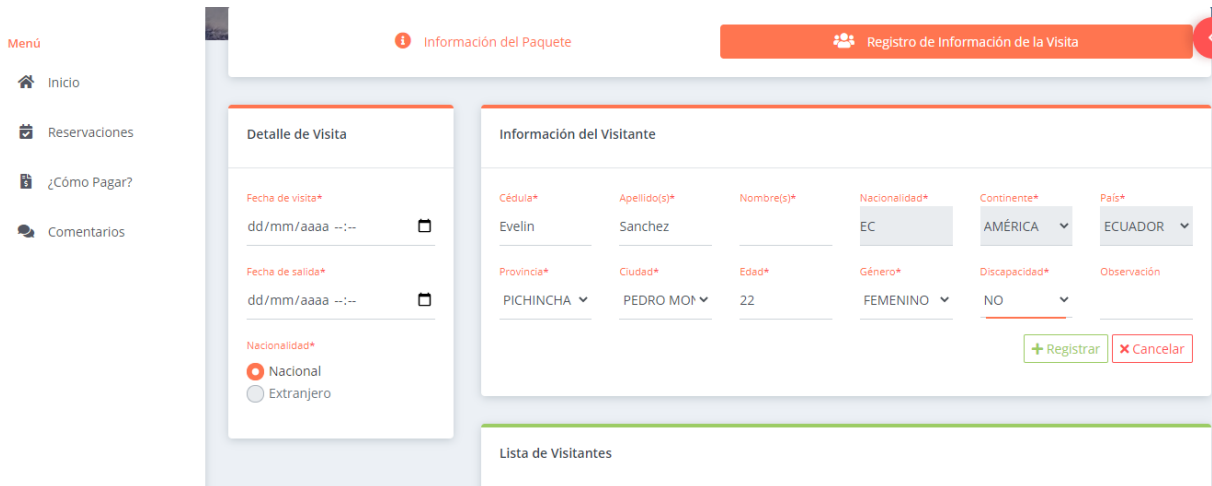 Menú
Inicio
Reservaciones
¿Cómo Pagar?
Comentarios
Información del Paquete
Registro de Información de la Visita
Detalle de Visita
Fecha de visita*
dd/mm/aaaa --:--
Fecha de salida*
dd/mm/aaaa --:--
Nacionalidad*
Nacional
Extranjero
Información del Visitante
Cédula* Apellido(s)* Nombre(s)* Nacionalidad* Continente* País*
Evelin Sanchez EC AMÉRICA ECUADOR
Provincia* Ciudad* Edad* Género* Discapacidad* Observación
PICHINCHA PEDRO MON 22 FEMENINO NO
Registrar Cancelar
Lista de Visitantes